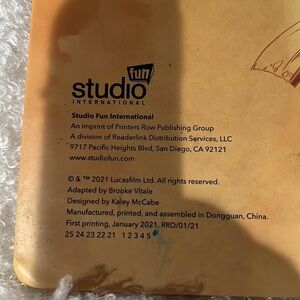 studio fun
INTERNATIONAL
Studio Fun International
An imprint of Printers Row Publishing Group
A division of Readerlink Distribution Services, LLC
9717 Pacific Heights Blvd, San Diego, CA 92121
www.studiofun.com
© & ™ 2021 Lucasfilm Ltd. All rights reserved.
Adapted by Brooke Vitale
Designed by Kaley McCabe
Manufactured, printed, and assembled in Dongguan, China.
First printing, January 2021. RRD/01/21
25 24 23 22 21 1 2 3 4 5